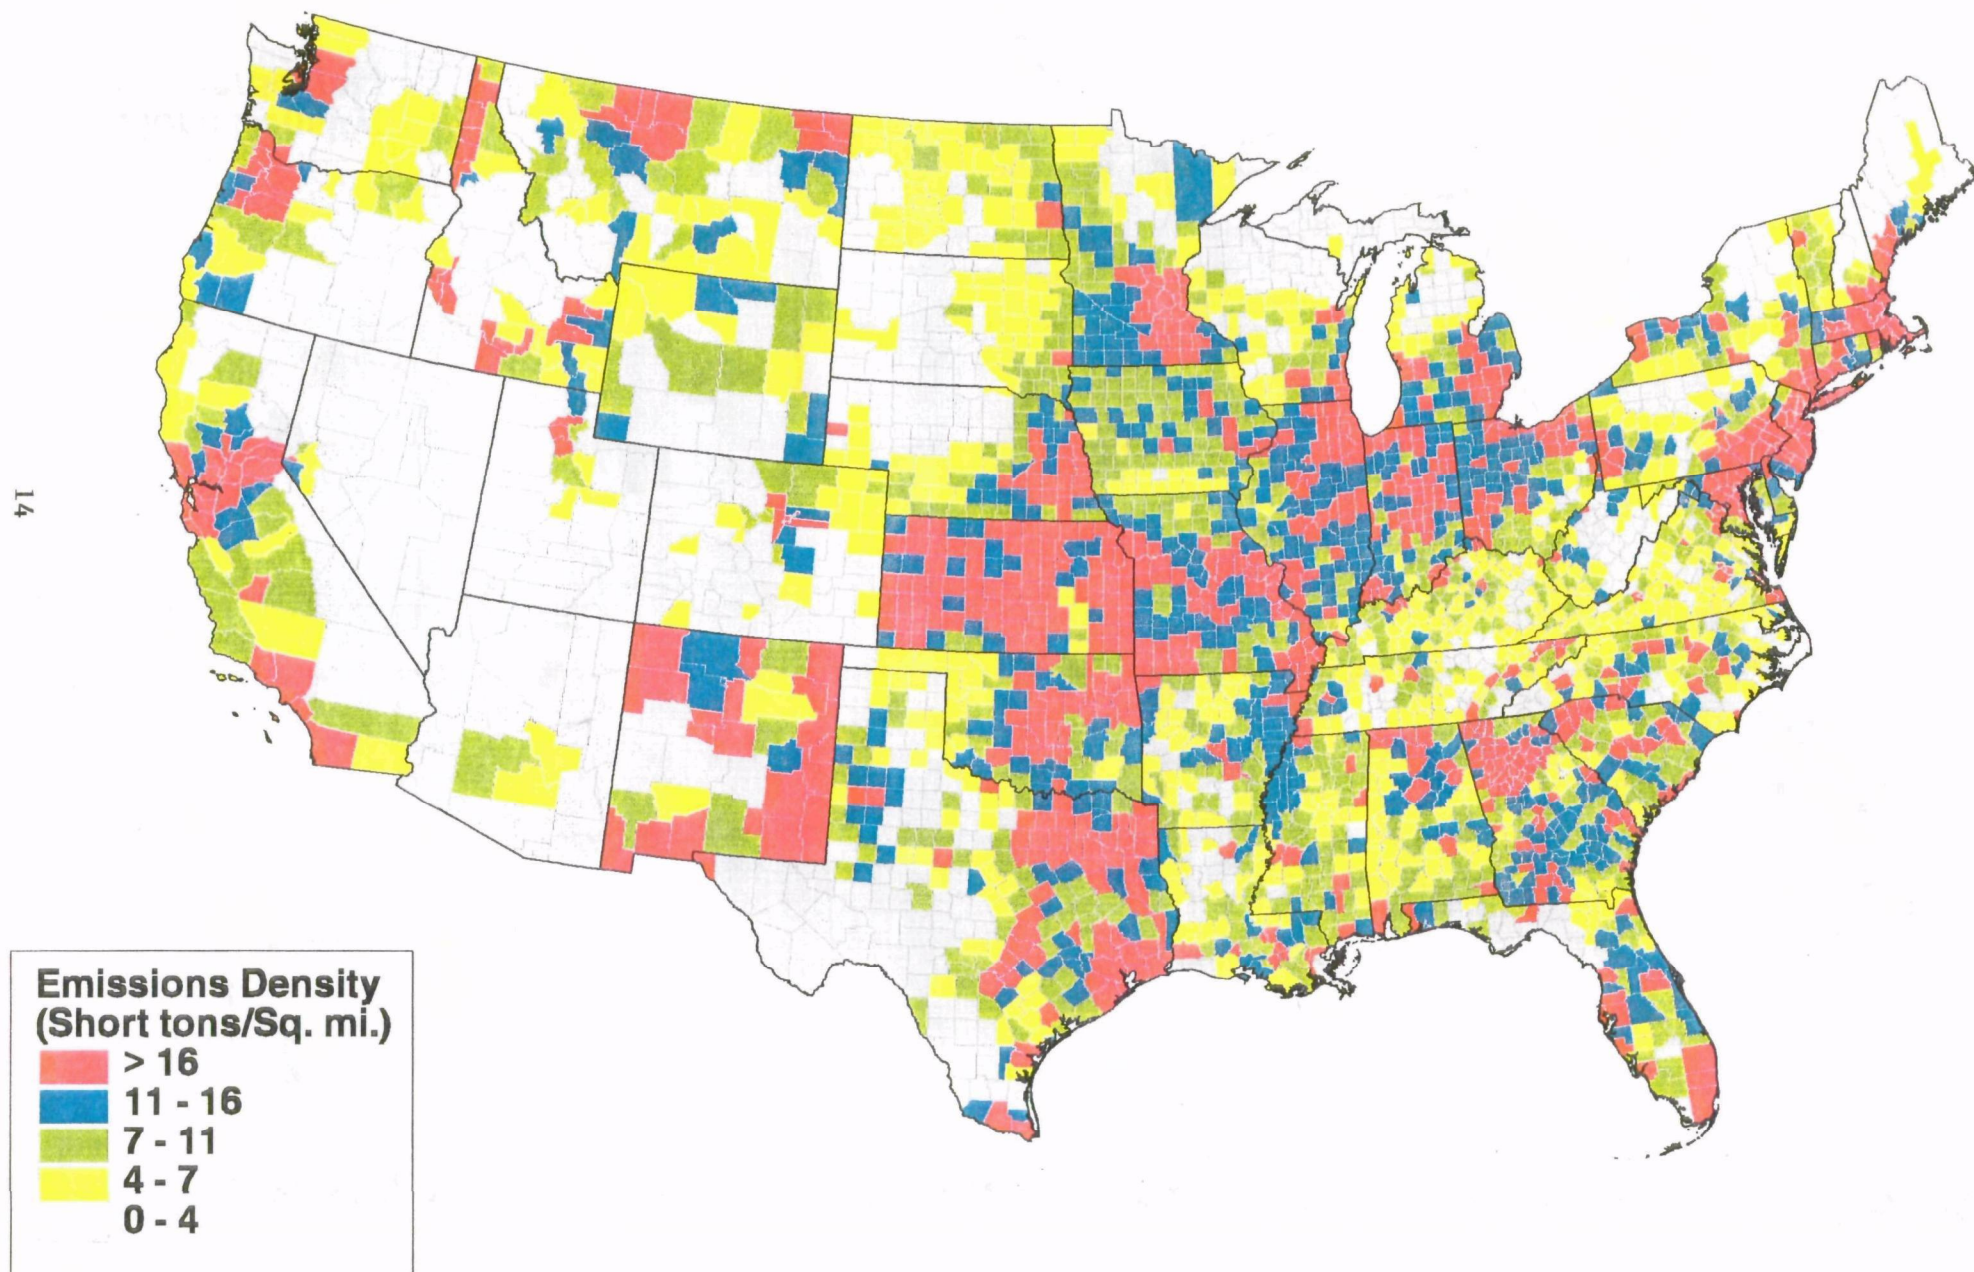 14
Emissions Density
(Short tons/Sq. mi.)
> 16
11 - 16
7 - 11
4 - 7
0 - 4